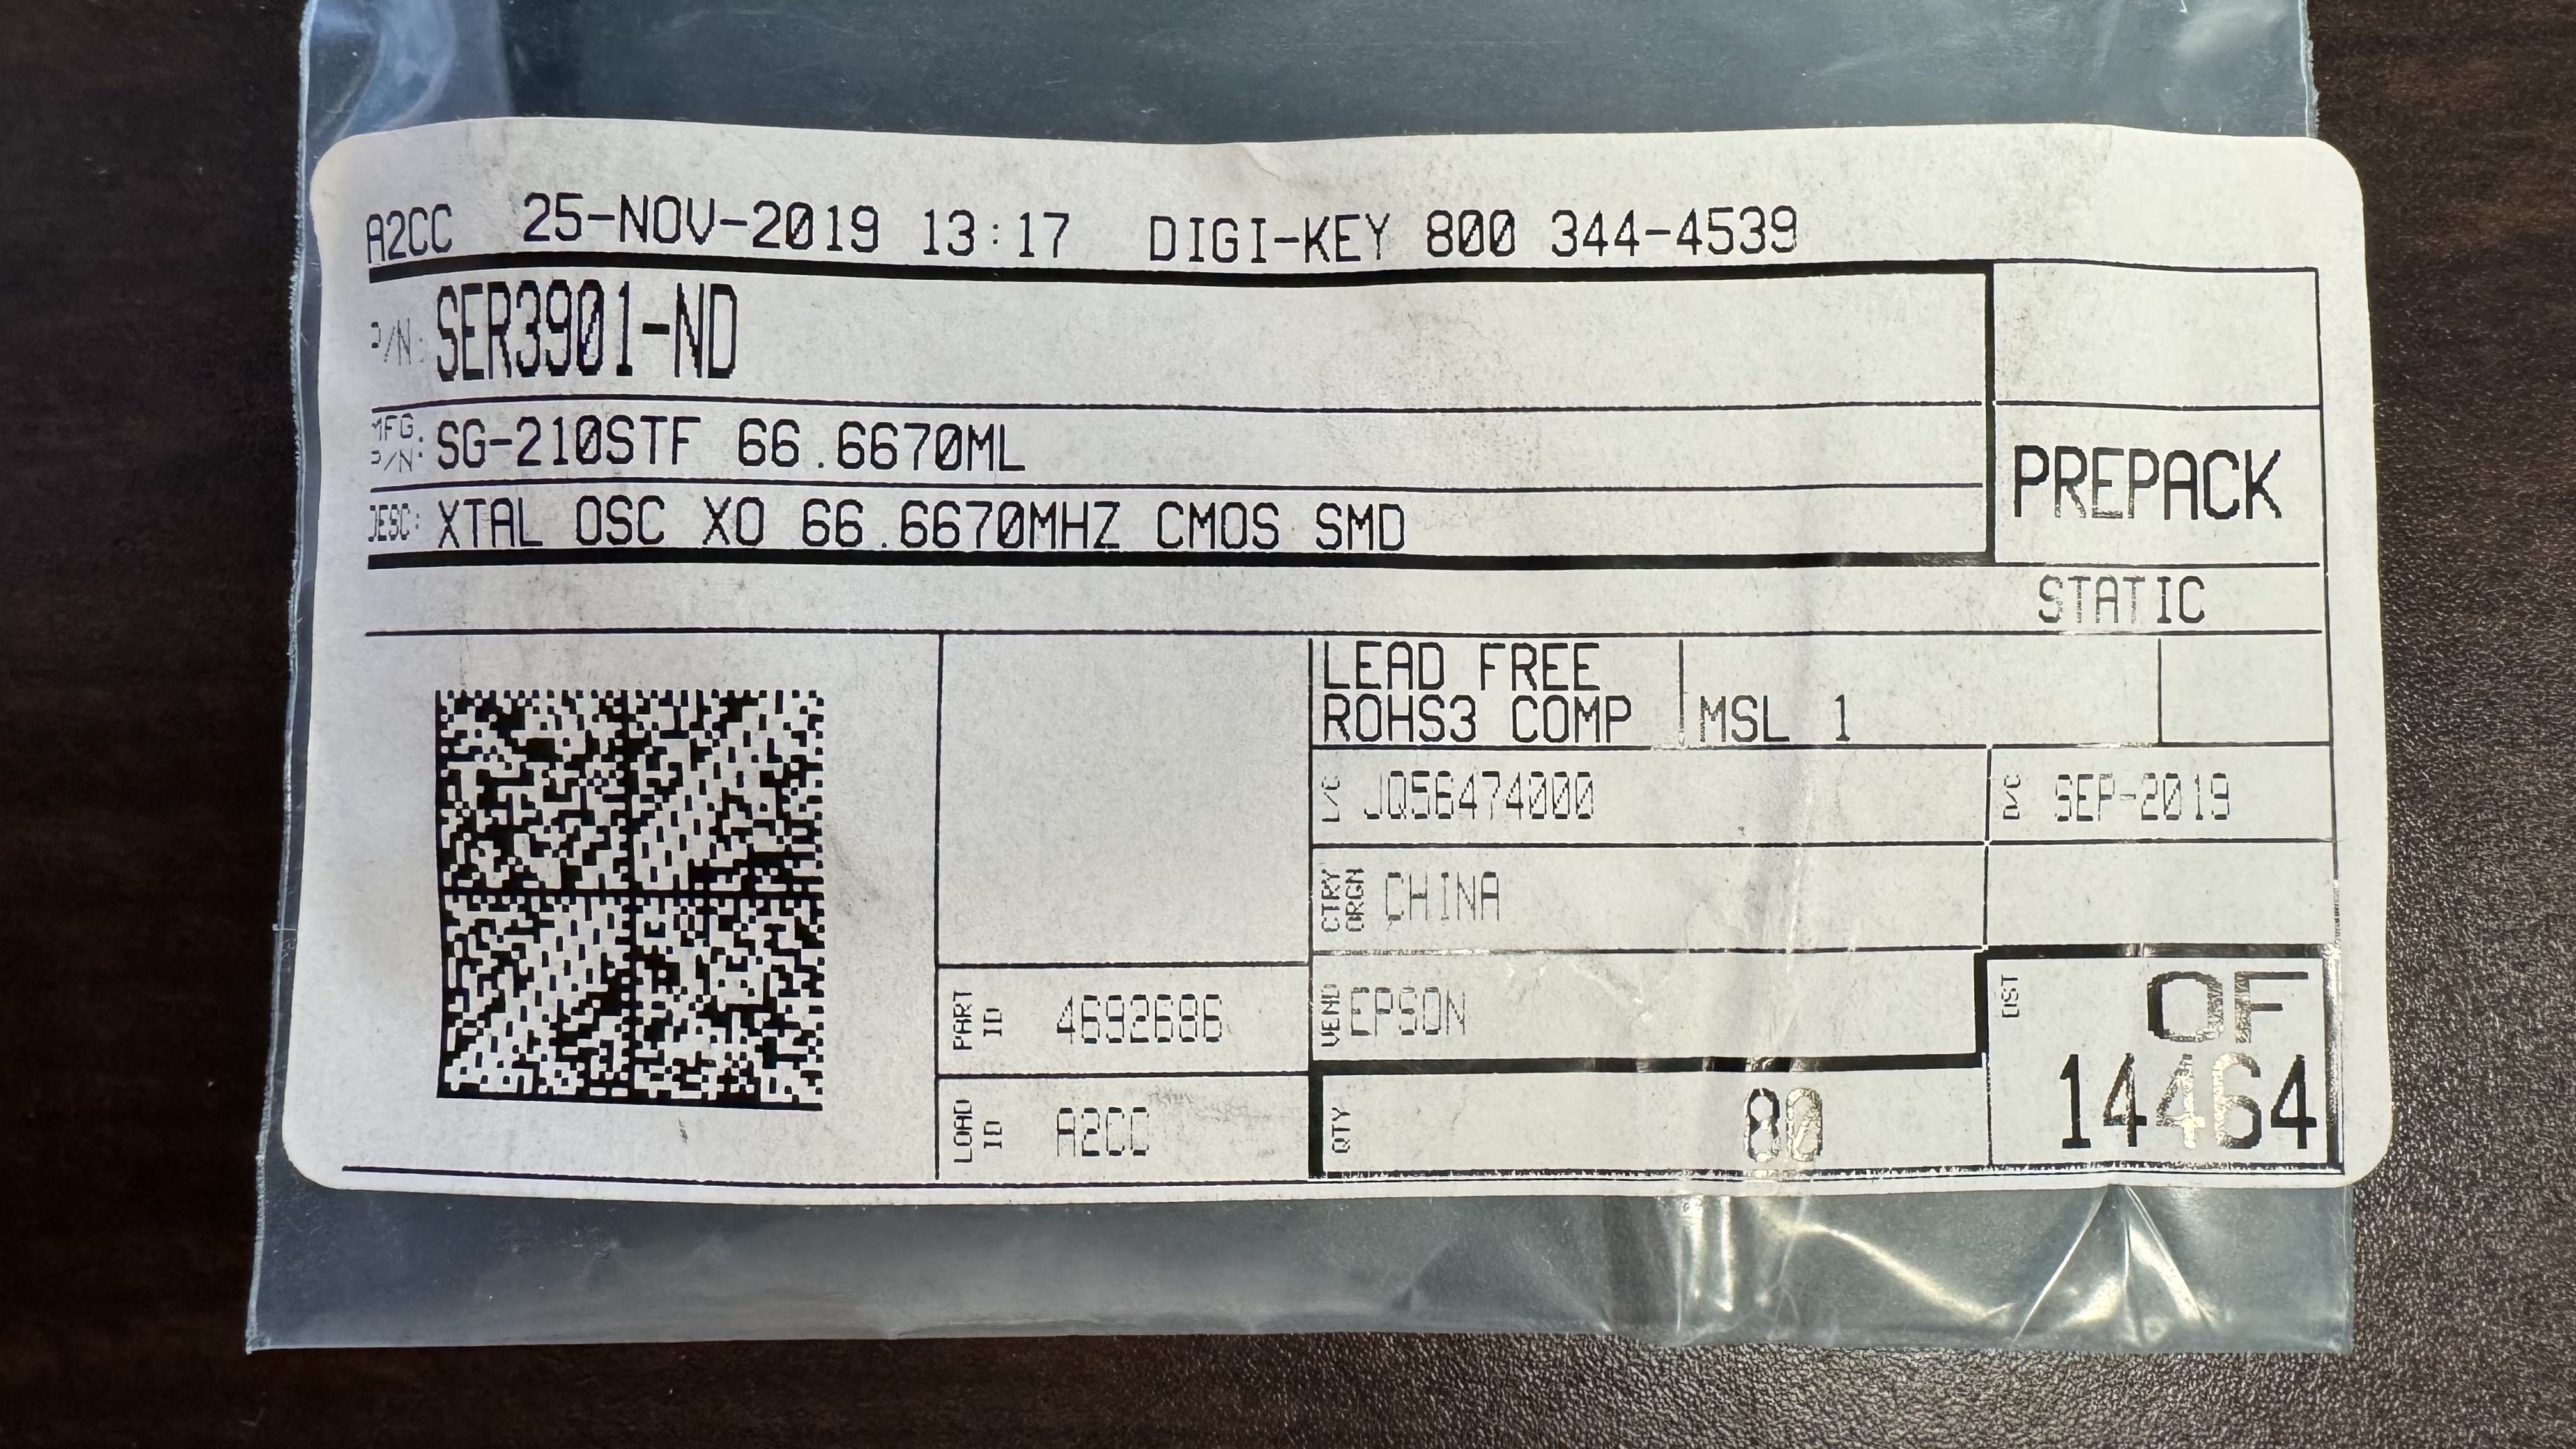 A2CC 25-NOV-2019 13:17 DIGI-KEY 800 344-4539
P/N: SER3901-ND
MFG. P/N: SG-210STF 66.6670ML
DESC: XTAL OSC XO 66.6670MHZ CMOS SMD
PREPACK
STATIC
LEAD FREE
ROHS3 COMP MSL 1
L/C JQ56474000 D/C SEP-2019
CTRY ORGN CHINA
PART ID 4692686 VEND EPSON
LOAD ID A2CC QTY 80
DIST OF
14464